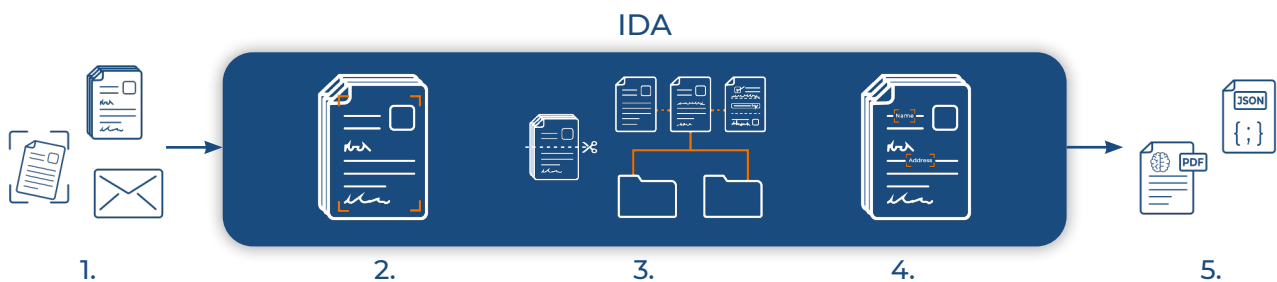 IDA
Name
Address
JSON
{ ; }
PDF
1.
2.
3.
4.
5.